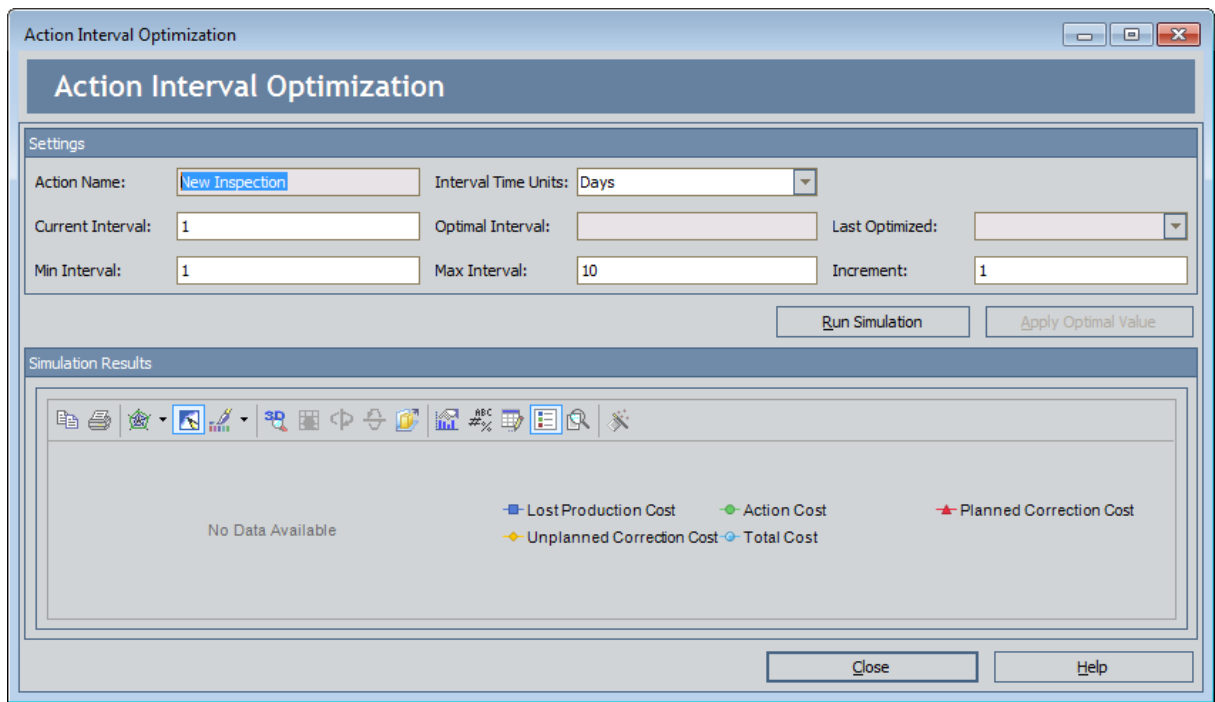 Action Interval Optimization
Action Interval Optimization
Settings
Action Name: New Inspection Interval Time Units: Days
Current Interval: 1 Optimal Interval: Last Optimized:
Min Interval: 1 Max Interval: 10 Increment: 1
Run Simulation Apply Optimal Value
Simulation Results
3D ABC #%
No Data Available
Lost Production Cost Action Cost Planned Correction Cost
Unplanned Correction Cost Total Cost
Close Help